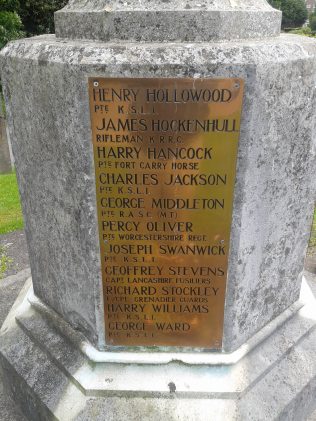 HENRY HOLLOWOOD
PTE K.S.L.I.
JAMES HOCKENHULL
RIFLEMAN K.R.R.C.
HARRY HANCOCK
PTE FORT GARRY HORSE
CHARLES JACKSON
PTE K.S.L.I.
GEORGE MIDDLETON
PTE R.A.S.C. (M.T.)
PERCY OLIVER
PTE WORCESTERSHIRE REGT
JOSEPH SWANWICK
PTE K.S.L.I.
GEOFFREY STEVENS
CAPT LANCASHIRE FUSILIERS
RICHARD STOCKLEY
GRENADIER GUARDS
HARRY WILLIAMS
PTE K.S.L.I.
GEORGE WARD
PTE K.S.L.I.